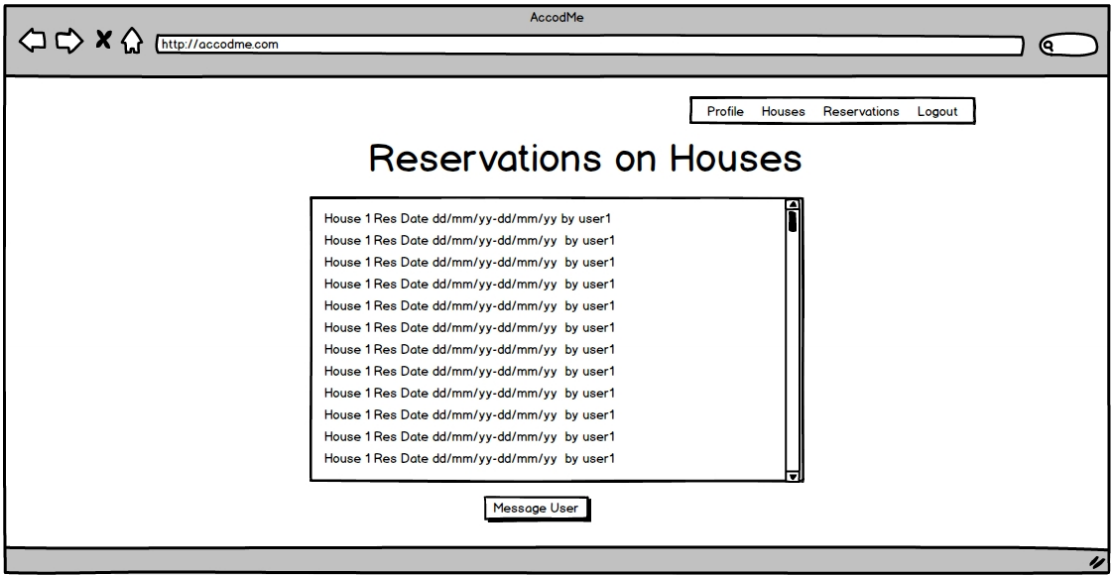 AccodMe
http://accodme.com
Profile Houses Reservations Logout
Reservations on Houses
House 1 Res Date dd/mm/yy-dd/mm/yy by user1
House 1 Res Date dd/mm/yy-dd/mm/yy by user1
House 1 Res Date dd/mm/yy-dd/mm/yy by user1
House 1 Res Date dd/mm/yy-dd/mm/yy by user1
House 1 Res Date dd/mm/yy-dd/mm/yy by user1
House 1 Res Date dd/mm/yy-dd/mm/yy by user1
House 1 Res Date dd/mm/yy-dd/mm/yy by user1
House 1 Res Date dd/mm/yy-dd/mm/yy by user1
House 1 Res Date dd/mm/yy-dd/mm/yy by user1
House 1 Res Date dd/mm/yy-dd/mm/yy by user1
House 1 Res Date dd/mm/yy-dd/mm/yy by user1
House 1 Res Date dd/mm/yy-dd/mm/yy by user1
Message User